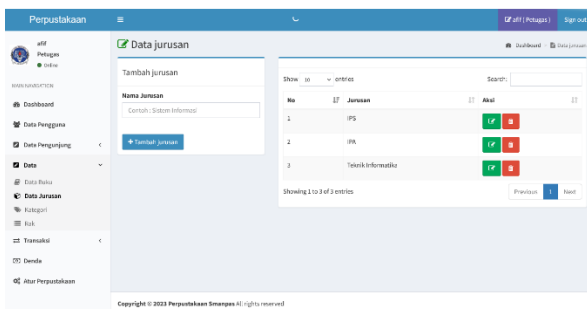 Perpustakaan
afif ( Petugas )
Sign out
afif
Petugas
Online
MAIN NAVIGATION
Dashboard
Data Pengguna
Data Pengunjung
Data
Data Buku
Data Jurusan
Kategori
Rak
Transaksi
Denda
Atur Perpustakaan
Data jurusan
Dashboard
Data jurusan
Tambah jurusan
Nama Jurusan
Contoh : Sistem Informasi
+ Tambah Jurusan
Show 10 entries
Search:
No Jurusan Aksi
1 IPS
2 IPA
3 Teknik Informatika
Showing 1 to 3 of 3 entries
Previous 1 Next
Copyright © 2023 Perpustakaan Smanpas All rights reserved